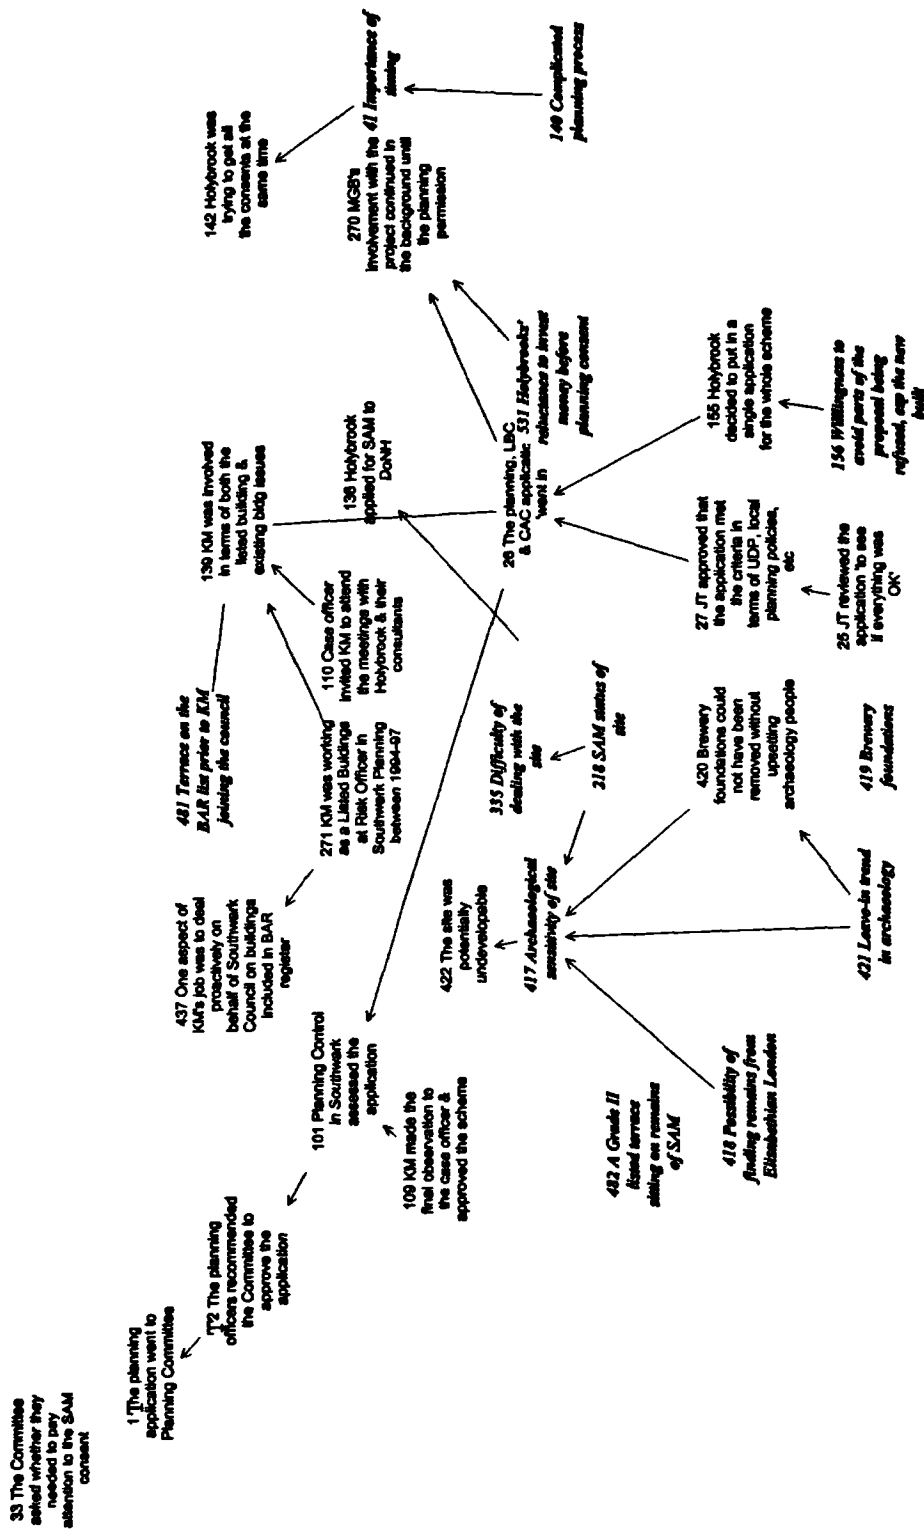 33 The Committee
asked whether they
needed to pay
attention to the SAM
consent
1 The planning
application went to
Planning Committee
T2 The planning
officers recommended
the Committee to
approve the
application
101 Planning Control
in Southwark
assessed the
application
109 KM made the
final observation to
the case officer &
approved the scheme
437 One aspect of
KM's job was to deal
proactively on
behalf of Southwark
Council on buildings
included in BAR
register
481 Terrace on the
BAR list prior to KM
joining the council
271 KM was working
as a Listed Buildings
at Risk Officer in
Southwark Planning
between 1994-97
139 KM was involved
in terms of both the
listed building &
existing bldg issues
110 Case officer
invited KM to attend
the meetings with
Holybrook & their
consultants
138 Holybrook
applied for SAM to
DoNH
142 Holybrook was
trying to get all
the consents at the
same time
270 MGB's
involvement with the
project continued in
the background until
the planning
permission
41 Importance of
timing
140 Complicated
planning process
26 The planning, LBC
& CAC applicatic
'went in
531 Holybrooks'
reluctance to invest
money before
planning consent
422 The site was
potentially
undevelopable
417 Archaeological
sensitivity of site
335 Difficulty of
dealing with the
site
218 SAM status of
site
482 A Grade II
listed terrace
sitting on remains
of SAM
418 Possibility of
finding remains from
Elizabethian London
420 Brewery
foundations could
not have been
removed without
upsetting
archaeology people
421 Leave-in trend
in archaeology
419 Brewery
foundations
27 JT approved that
the application met
the criteria in
terms of UDP, local
planning policies,
etc
25 JT reviewed the
application 'to see
if everything was
OK'
155 Holybrook
decided to put in a
single application
for the whole scheme
156 Willingness to
avoid parts of the
proposal being
refused, esp the new